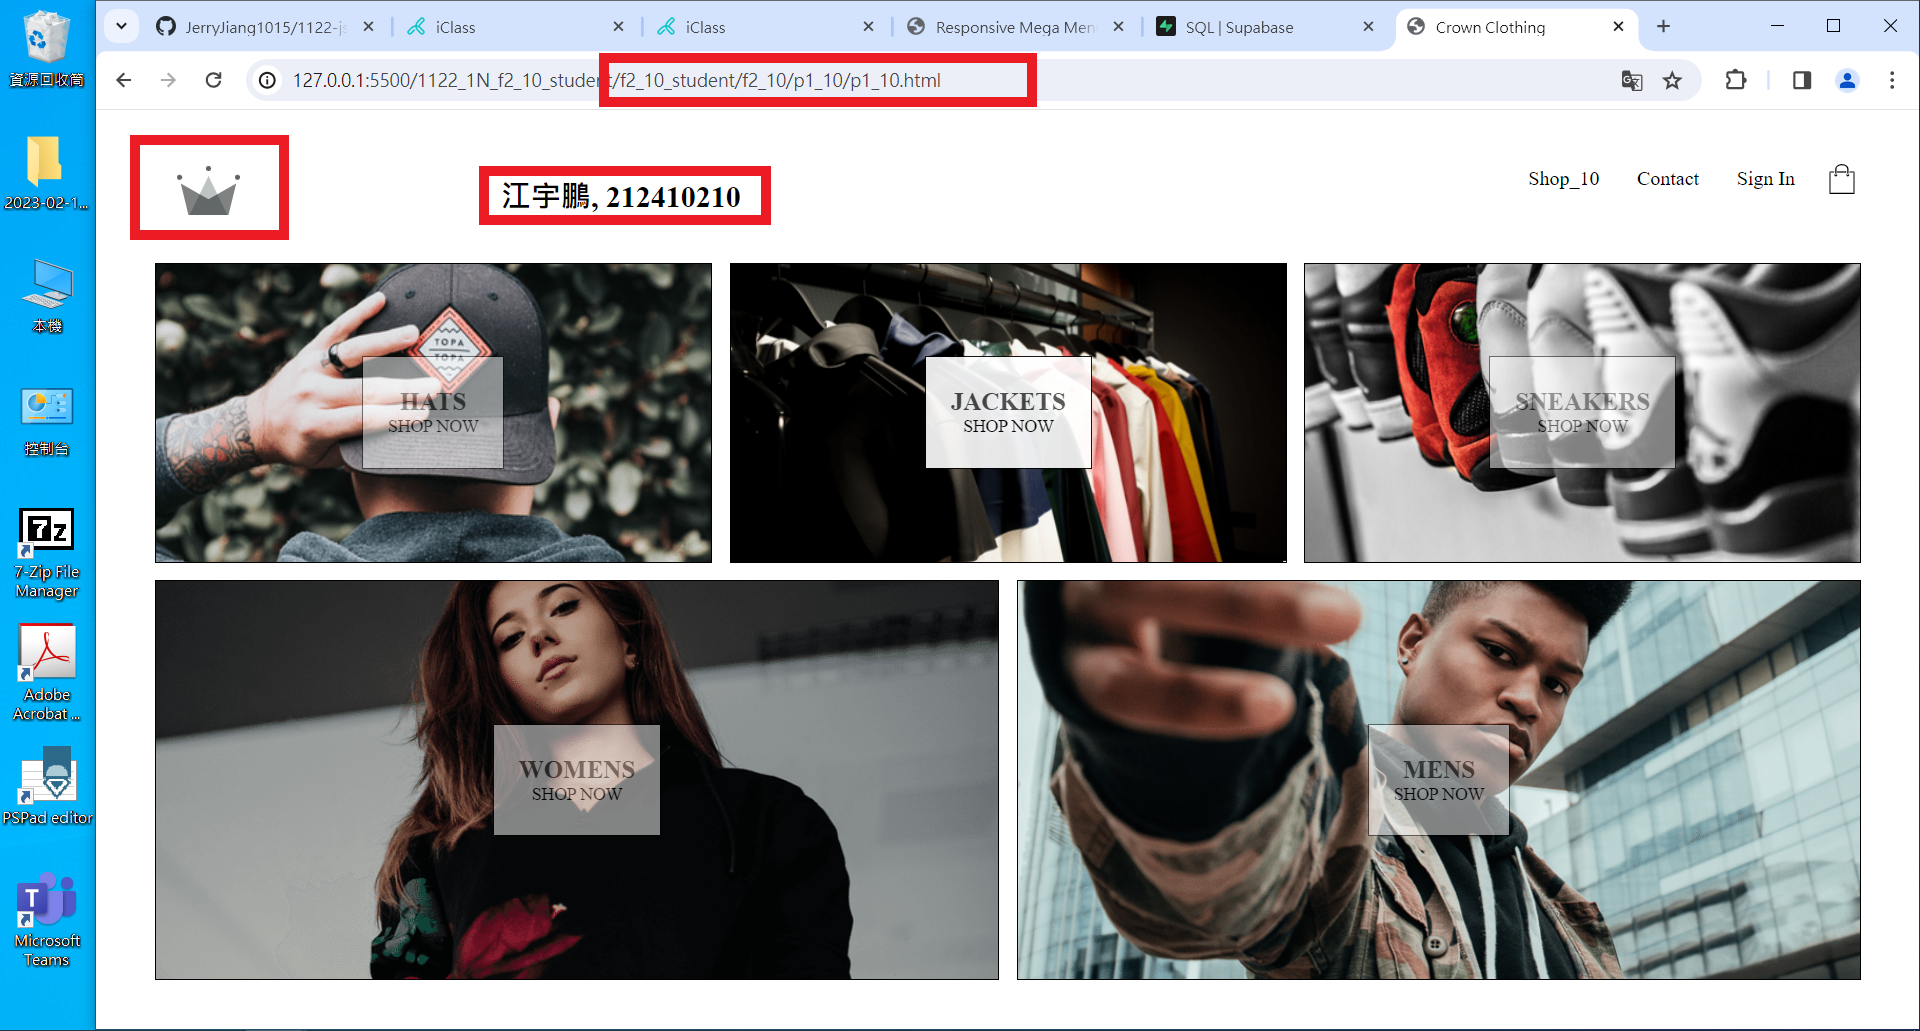 資源回收筒
2023-02-1...
本機
控制台
7z
7-Zip File
Manager
Adobe
Acrobat ...
PSPad editor
T
Microsoft
Teams
JerryJiang1015/1122-js
iClass
iClass
Responsive Mega Men
SQL | Supabase
Crown Clothing
127.0.0.1:5500/1122_1N_f2_10_student/f2_10_student/f2_10/p1_10/p1_10.html
江宇鵬, 212410210
Shop_10
Contact
Sign In
TOPA
TOPA
HATS
SHOP NOW
JACKETS
SHOP NOW
SNEAKERS
SHOP NOW
WOMENS
SHOP NOW
MENS
SHOP NOW